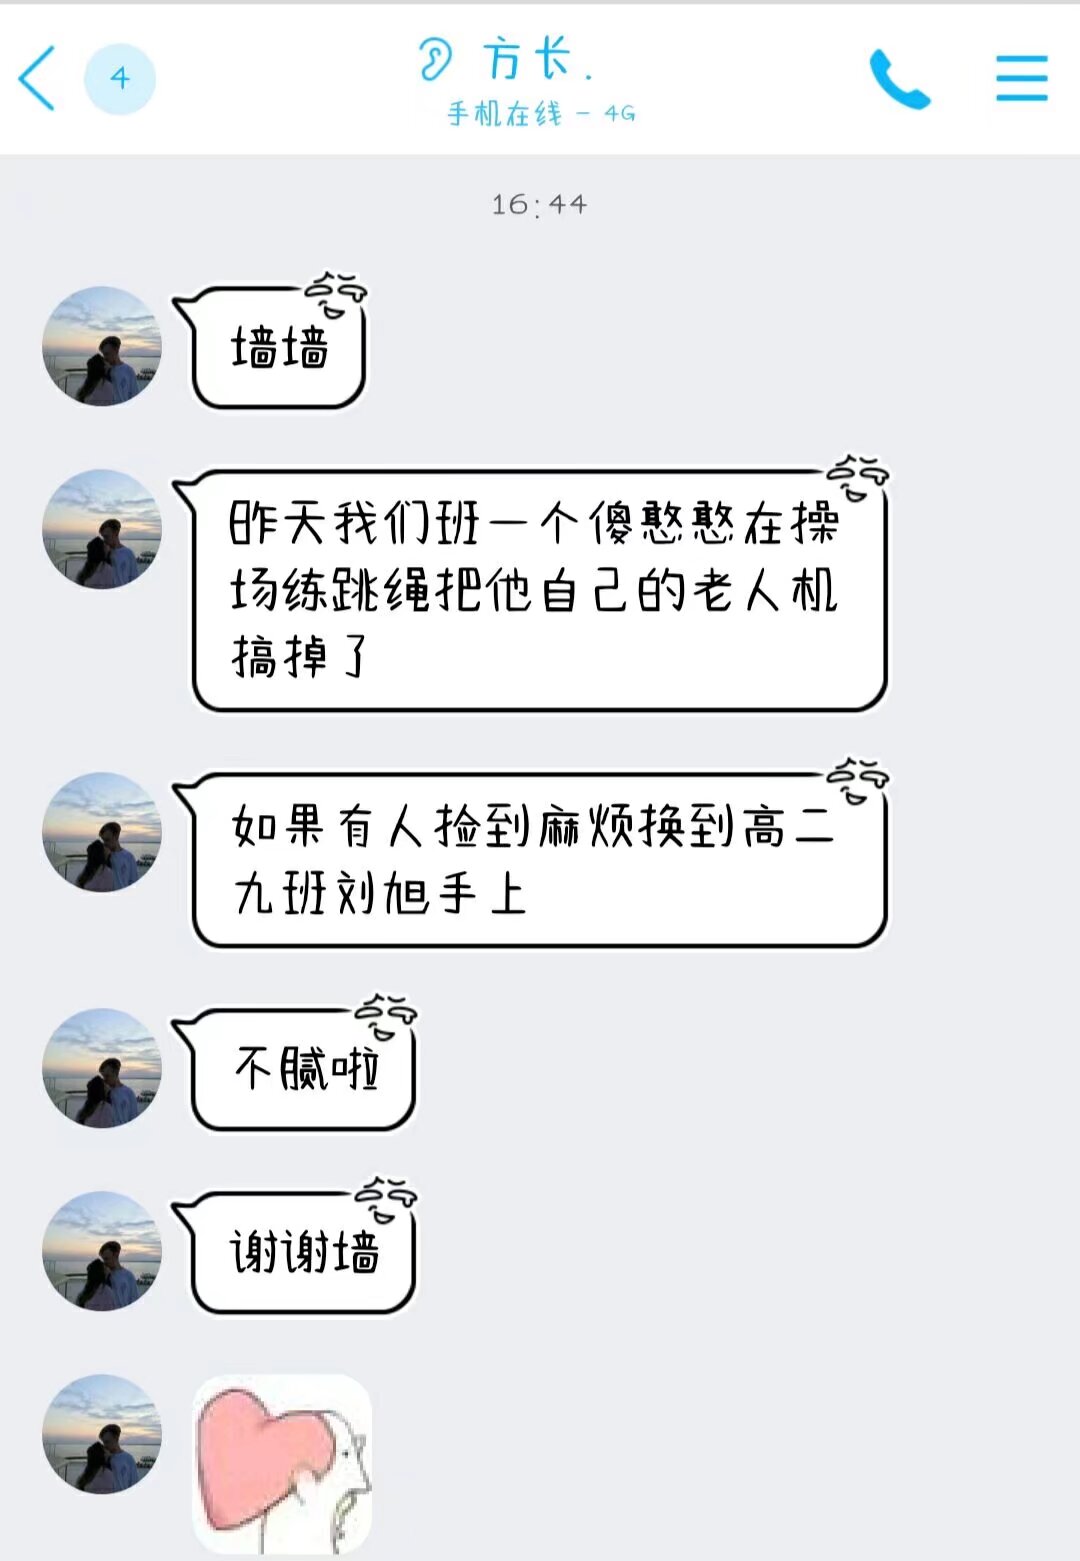 4
方长.
手机在线 - 4G
16:44
墙墙
昨天我们班一个傻憨憨在操
场练跳绳把他自己的老人机
搞掉了
如果有人捡到麻烦换到高二
九班刘旭手上
不腻啦
谢谢墙